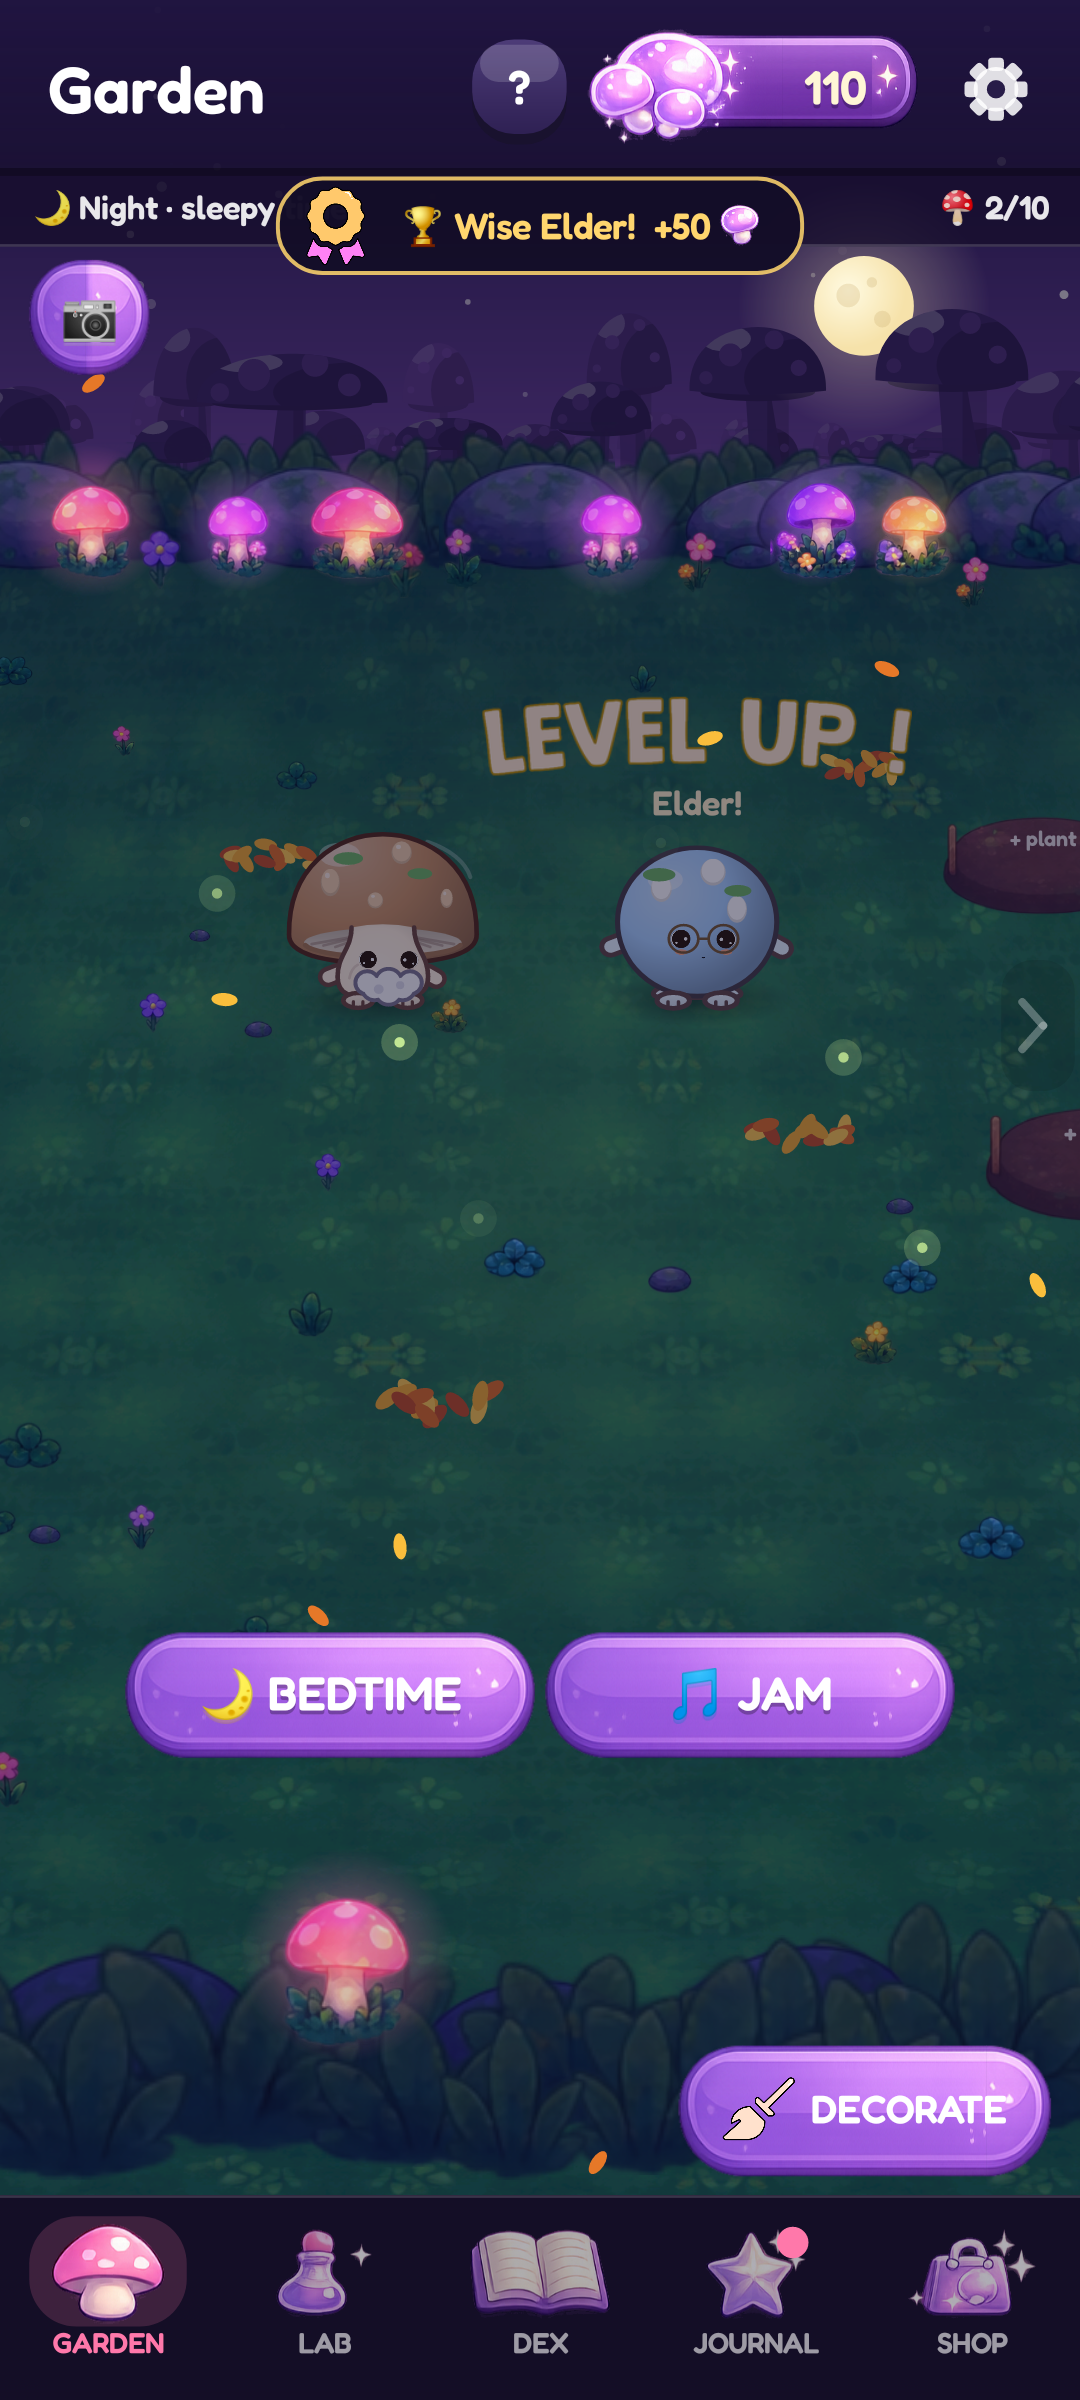 Garden
?
110
Night · sleepy
Wise Elder! +50
2/10
LEVEL UP !
Elder!
+ plant
+
BEDTIME
JAM
DECORATE
GARDEN
LAB
DEX
JOURNAL
SHOP